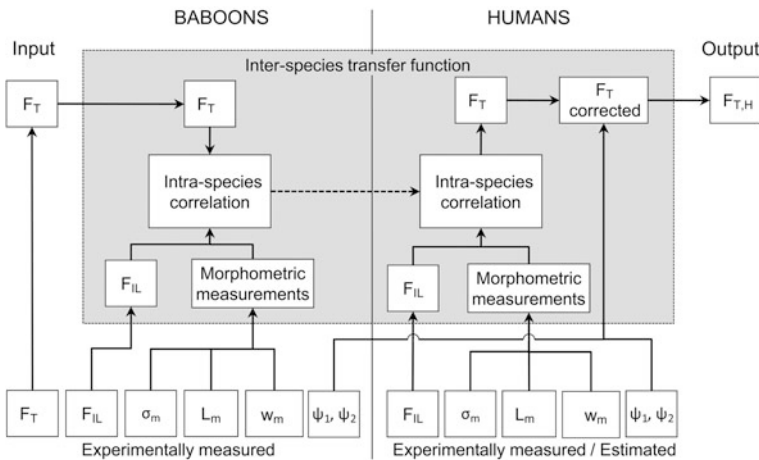 BABOONS
HUMANS
Input
Output
Inter-species transfer function
F_T
F_T
F_T
F_T
corrected
F_T,H
Intra-species
correlation
Intra-species
correlation
F_IL
Morphometric
measurements
F_IL
Morphometric
measurements
F_T
F_IL
σ_m
L_m
w_m
ψ_1, ψ_2
F_IL
σ_m
L_m
w_m
ψ_1, ψ_2
Experimentally measured
Experimentally measured / Estimated